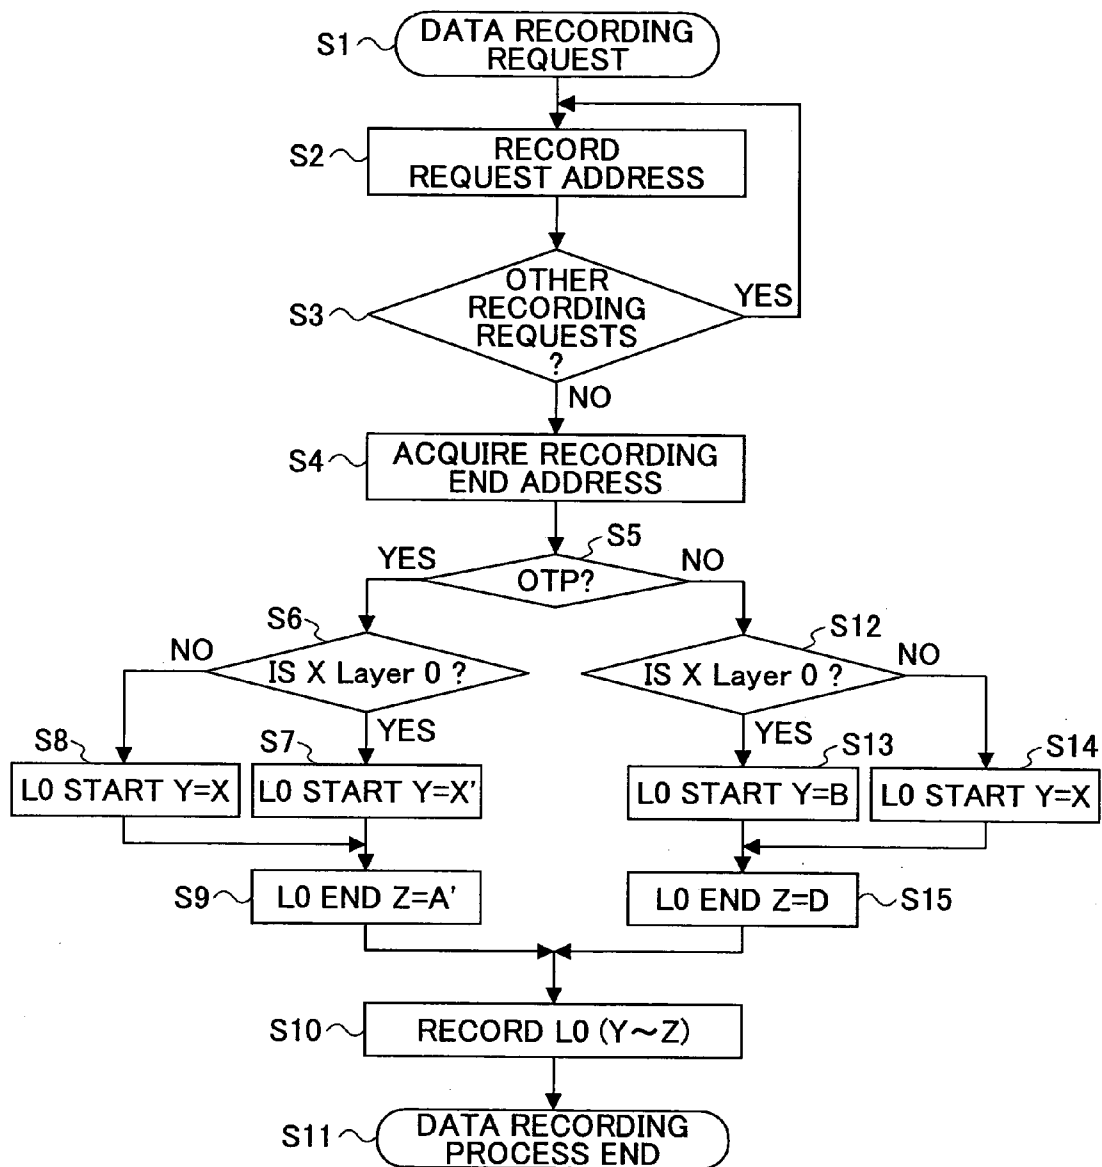 S1
DATA RECORDING
REQUEST
S2
RECORD
REQUEST ADDRESS
S3
OTHER
RECORDING
REQUESTS
?
YES
NO
S4
ACQUIRE RECORDING
END ADDRESS
S5
YES
OTP?
NO
S6
NO
IS X Layer 0 ?
YES
S12
IS X Layer 0 ?
NO
YES
S8
L0 START Y=X
S7
L0 START Y=X'
S13
L0 START Y=B
S14
L0 START Y=X
S9
L0 END Z=A'
L0 END Z=D
S15
S10
RECORD L0 (Y～Z)
S11
DATA RECORDING
PROCESS END